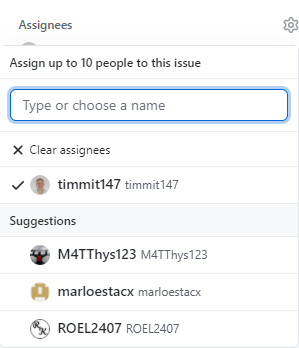 Assignees
Assign up to 10 people to this issue
Type or choose a name
Clear assignees
timmit147 timmit147
Suggestions
M4TThys123 M4TThys123
marloestacx marloestacx
ROEL2407 ROEL2407